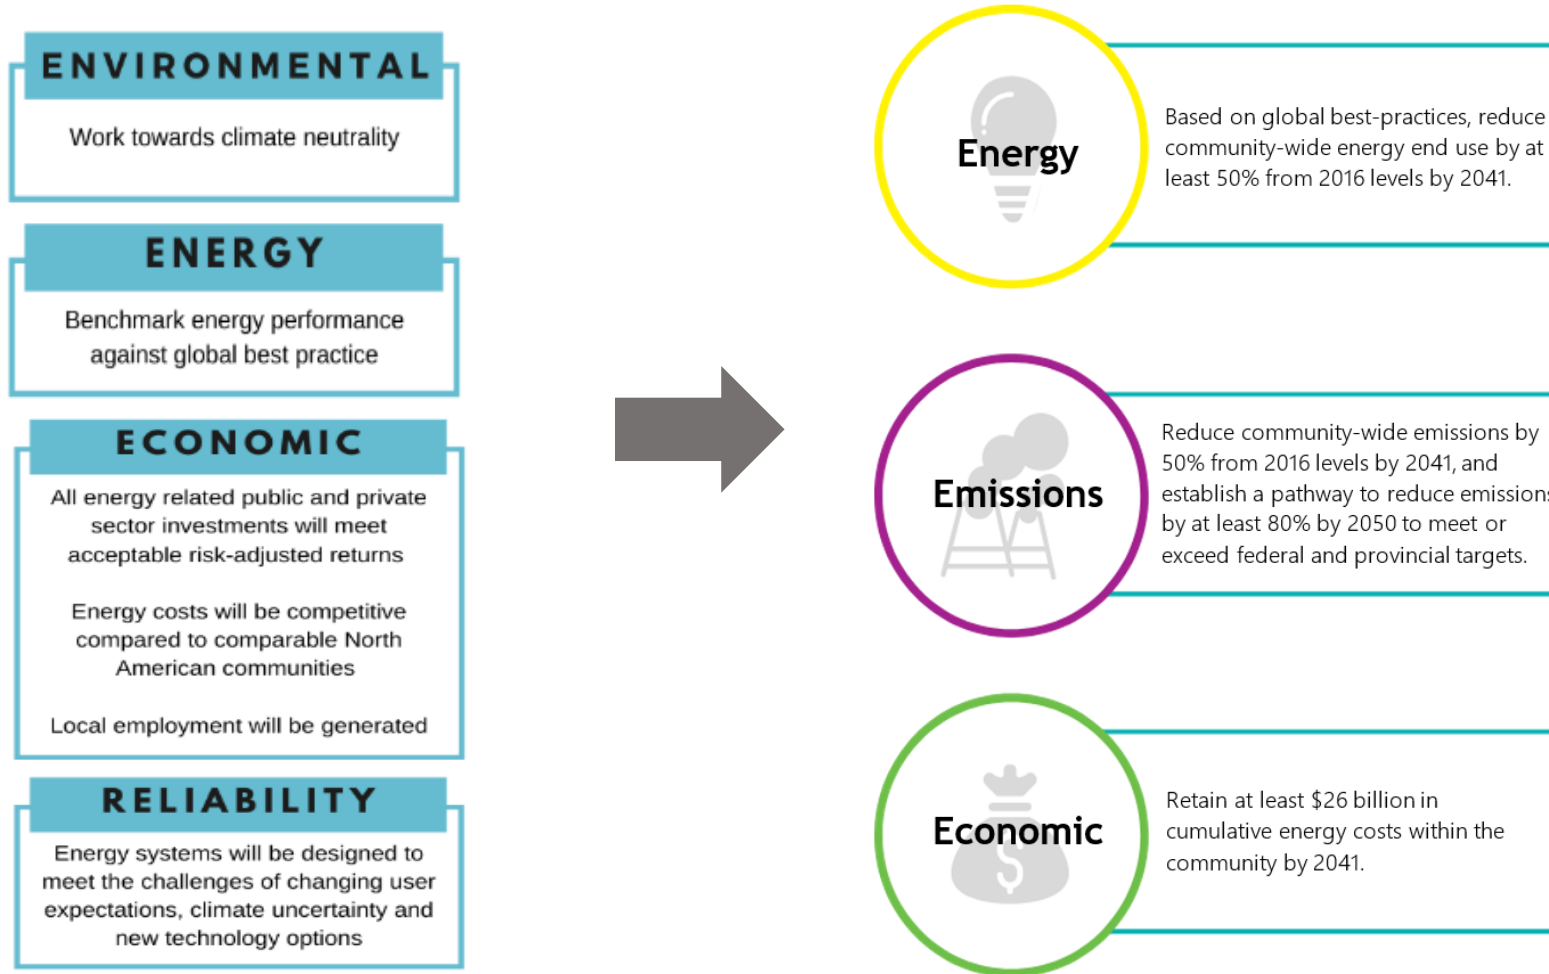 ENVIRONMENTAL
Work towards climate neutrality
ENERGY
Benchmark energy performance
against global best practice
ECONOMIC
All energy related public and private
sector investments will meet
acceptable risk-adjusted returns
Energy costs will be competitive
compared to comparable North
American communities
Local employment will be generated
RELIABILITY
Energy systems will be designed to
meet the challenges of changing user
expectations, climate uncertainty and
new technology options
Energy
Based on global best-practices, reduce
community-wide energy end use by at
least 50% from 2016 levels by 2041.
Emissions
Reduce community-wide emissions by
50% from 2016 levels by 2041, and
establish a pathway to reduce emissions
by at least 80% by 2050 to meet or
exceed federal and provincial targets.
Economic
$
Retain at least $26 billion in
cumulative energy costs within the
community by 2041.